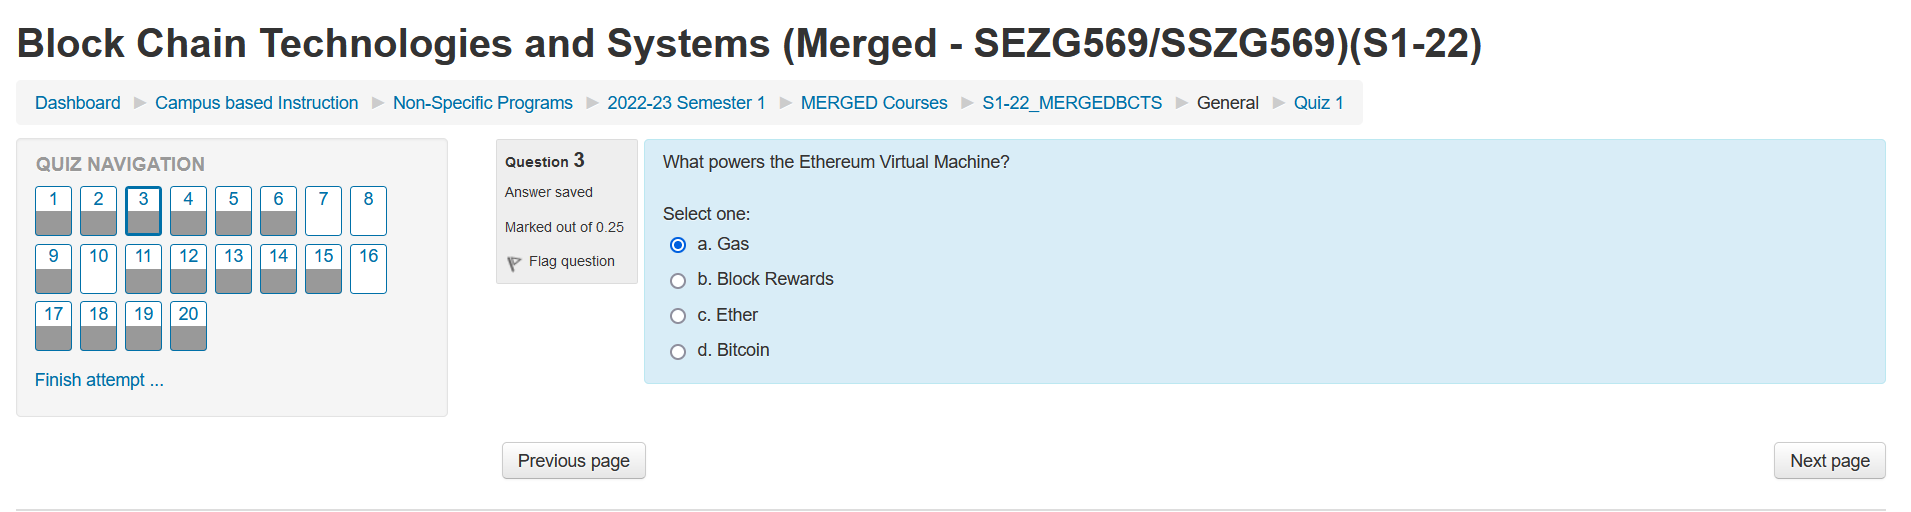 Block Chain Technologies and Systems (Merged - SEZG569/SSZG569)(S1-22)
Dashboard Campus based Instruction Non-Specific Programs 2022-23 Semester 1 MERGED Courses S1-22_MERGEDBCTS General Quiz 1
QUIZ NAVIGATION
1 2 3 4 5 6 7 8
9 10 11 12 13 14 15 16
17 18 19 20
Finish attempt ...
Question 3
Answer saved
Marked out of 0.25
Flag question
What powers the Ethereum Virtual Machine?
Select one:
a. Gas
b. Block Rewards
c. Ether
d. Bitcoin
Previous page
Next page